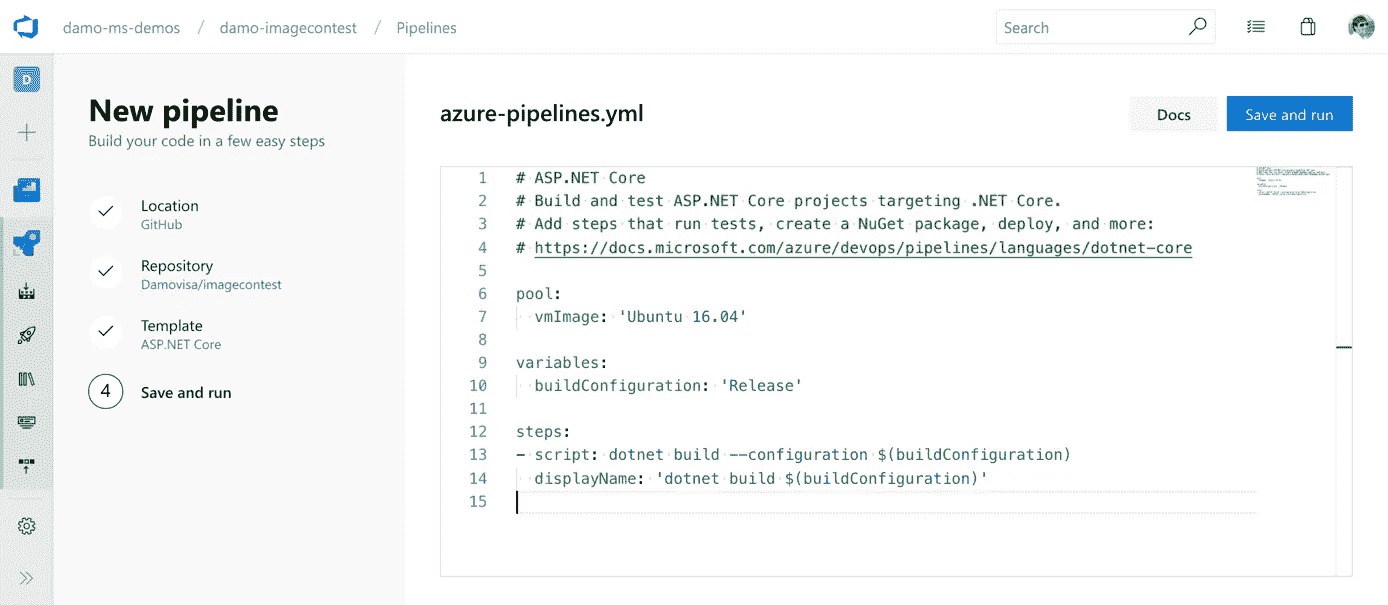 damo-ms-demos / damo-imagecontest / Pipelines
Search
D
New pipeline
Build your code in a few easy steps
Location
GitHub
Repository
Damovisa/imagecontest
Template
ASP.NET Core
4 Save and run
azure-pipelines.yml
Docs
Save and run
1 # ASP.NET Core
2 # Build and test ASP.NET Core projects targeting .NET Core.
3 # Add steps that run tests, create a NuGet package, deploy, and more:
4 # https://docs.microsoft.com/azure/devops/pipelines/languages/dotnet-core
5
6 pool:
7   vmImage: 'Ubuntu 16.04'
8
9 variables:
10   buildConfiguration: 'Release'
11
12 steps:
13 - script: dotnet build --configuration $(buildConfiguration)
14   displayName: 'dotnet build $(buildConfiguration)'
15